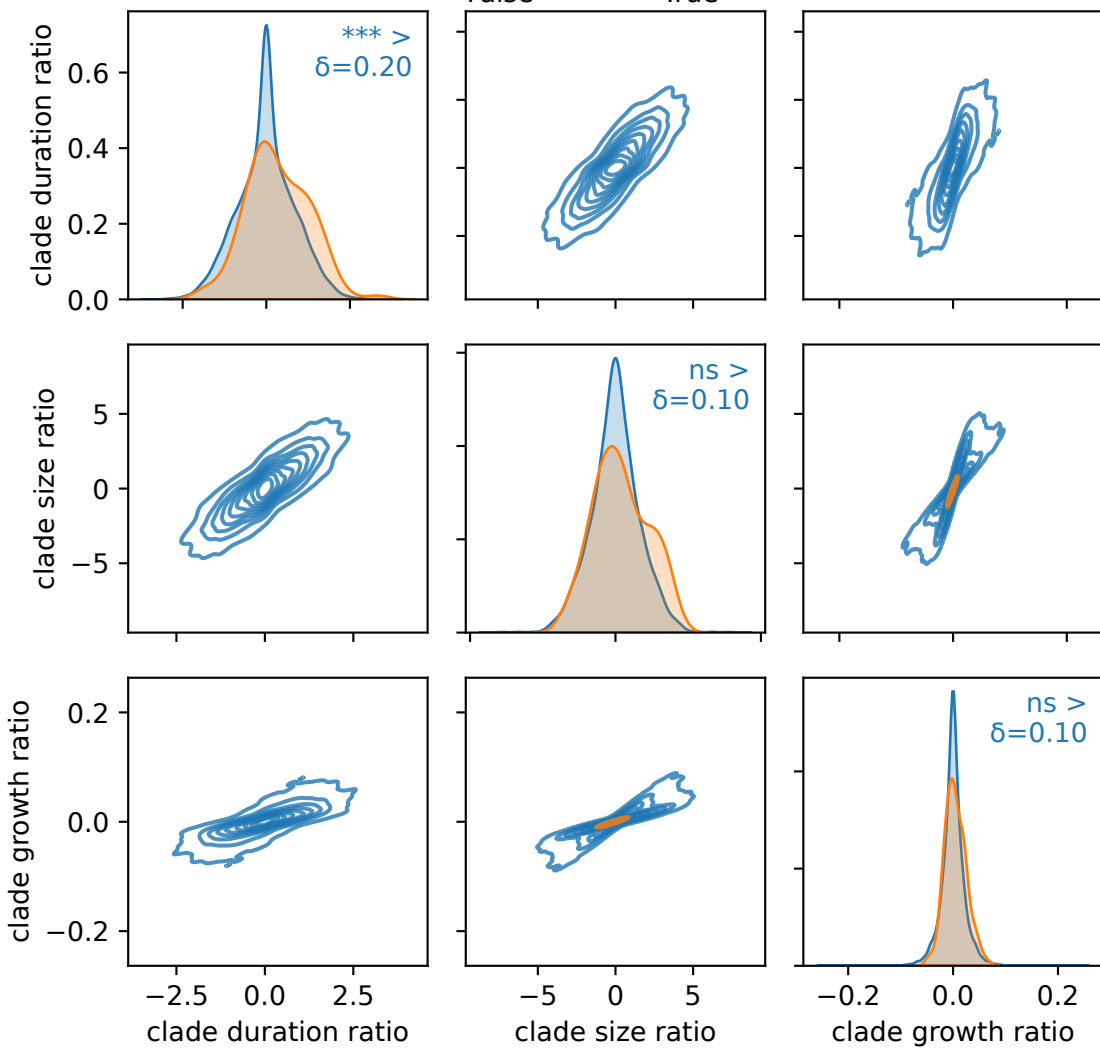 clade duration ratio
0.6
0.4
0.2
0.0
*** >
δ=0.20
clade size ratio
5
0
−5
ns >
δ=0.10
clade growth ratio
0.2
0.0
−0.2
ns >
δ=0.10
−2.5 0.0 2.5
−5 0 5
−0.2 0.0 0.2
clade duration ratio
clade size ratio
clade growth ratio